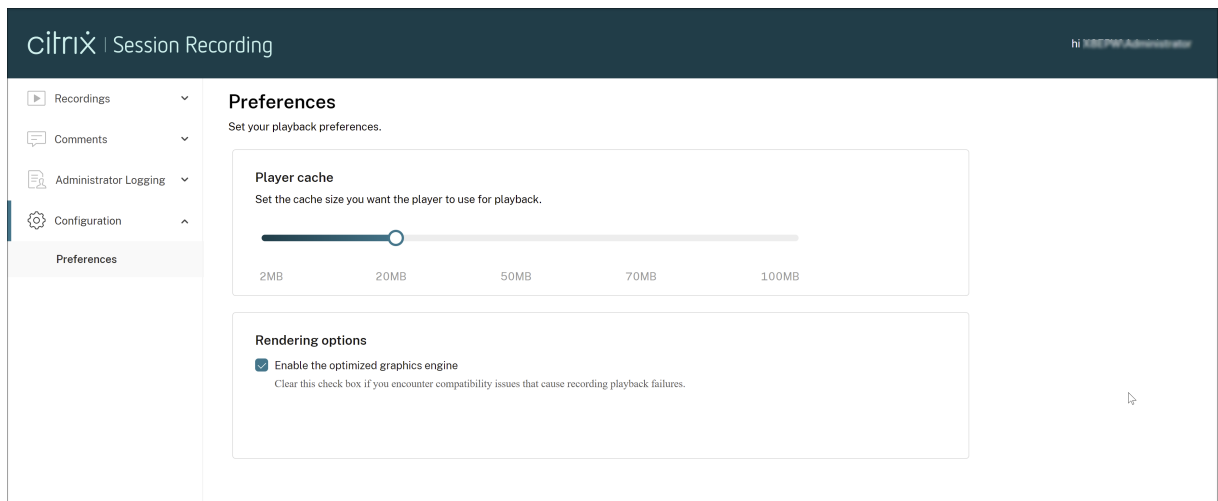 citrix | Session Recording
hi
Recordings
Comments
Administrator Logging
Configuration
Preferences
Preferences
Set your playback preferences.
Player cache
Set the cache size you want the player to use for playback.
2MB 20MB 50MB 70MB 100MB
Rendering options
Enable the optimized graphics engine
Clear this check box if you encounter compatibility issues that cause recording playback failures.